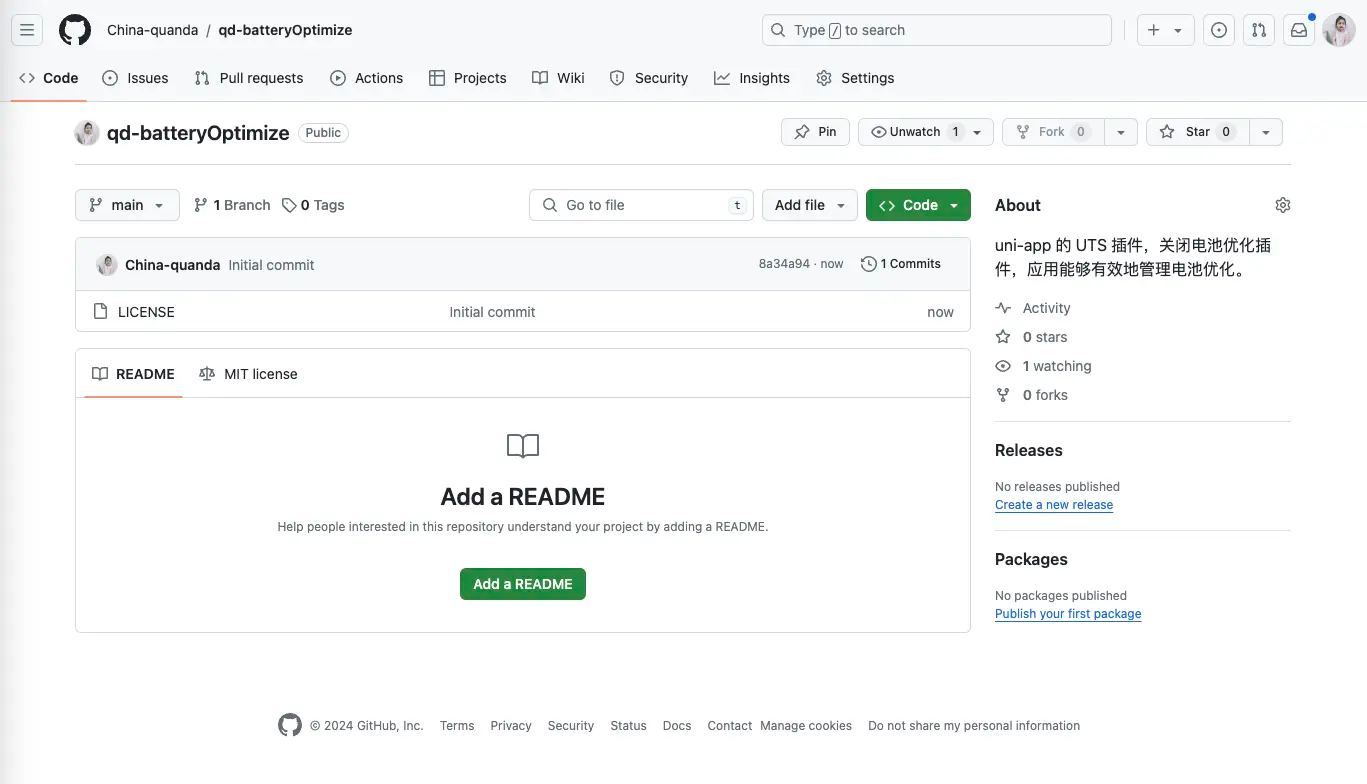 China-quanda / qd-batteryOptimize
Type / to search
Code Issues Pull requests Actions Projects Wiki Security Insights Settings
qd-batteryOptimize Public
Pin Unwatch 1 Fork 0 Star 0
main 1 Branch 0 Tags Go to file t Add file Code
China-quanda Initial commit 8a34a94 · now 1 Commits
LICENSE Initial commit now
README MIT license
Add a README
Help people interested in this repository understand your project by adding a README.
Add a README
About
uni-app 的 UTS 插件，关闭电池优化插
件，应用能够有效地管理电池优化。
Activity
0 stars
1 watching
0 forks
Releases
No releases published
Create a new release
Packages
No packages published
Publish your first package
© 2024 GitHub, Inc. Terms Privacy Security Status Docs Contact Manage cookies Do not share my personal information